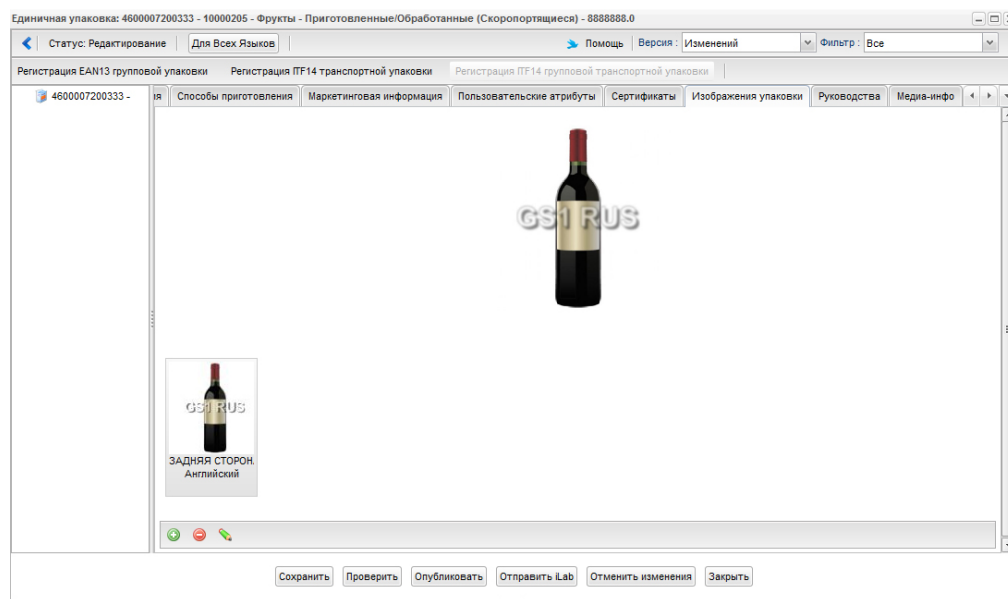 Единичная упаковка: 4600007200333 - 10000205 - Фрукты - Приготовленные/Обработанные (Скоропортящиеся) - 8888888.0
Статус: Редактирование Для Всех Языков Помощь Версия : Изменений Фильтр : Все
Регистрация EAN13 групповой упаковки Регистрация ITF14 транспортной упаковки Регистрация ITF14 групповой транспортной упаковки
4600007200333 - ия Способы приготовления Маркетинговая информация Пользовательские атрибуты Сертификаты Изображения упаковки Руководства Медиа-инфо
GS1 RUS
GS1 RUS
ЗАДНЯЯ СТОРОН.
Английский
Сохранить Проверить Опубликовать Отправить iLab Отменить изменения Закрыть